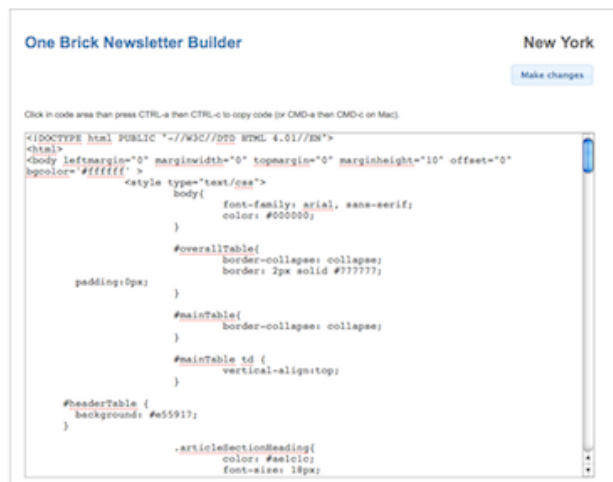 One Brick Newsletter Builder
New York
Make changes
Click in code area than press CTRL-a then CTRL-c to copy code (or CMD-a then CMD-c on Mac).
<!DOCTYPE html PUBLIC "-//W3C//DTD HTML 4.01//EN">
<html>
<body leftmargin="0" marginwidth="0" topmargin="0" marginheight="10" offset="0"
bgcolor='#ffffff' >
<style type="text/css">
body{
font-family: arial, sans-serif;
color: #000000;
}
#overallTable{
border-collapse: collapse;
border: 2px solid #777777;
padding:0px;
}
#mainTable{
border-collapse: collapse;
}
#mainTable td {
vertical-align:top;
}
#headerTable {
background: #e55917;
}
.articleSectionHeading{
color: #ae1c1c;
font-size: 18px;